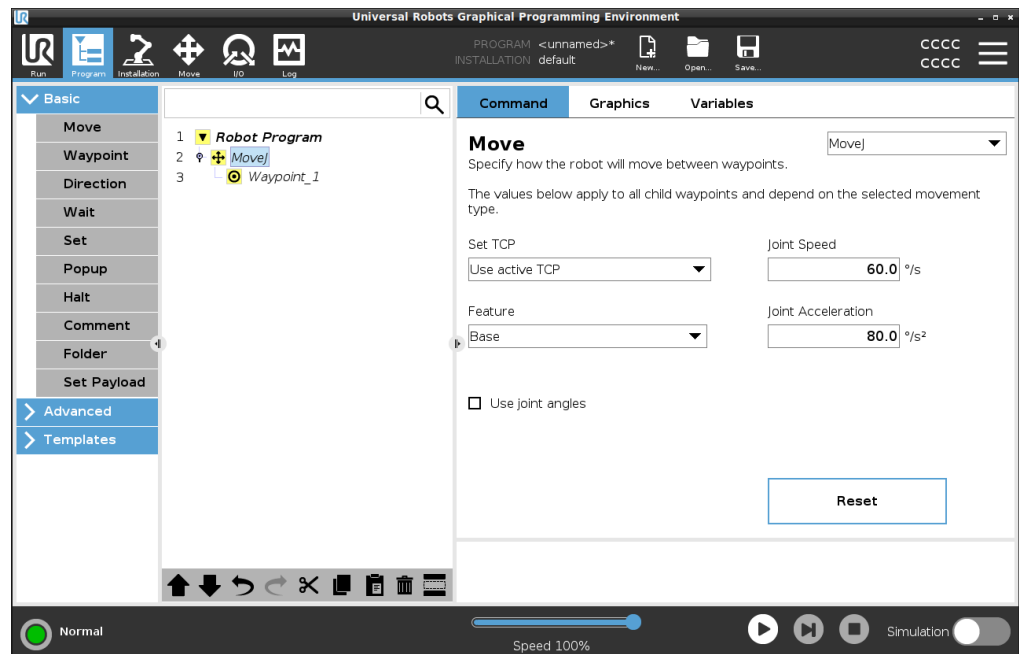 Universal Robots Graphical Programming Environment
UR
Run
Program
Installation
Move
I/O
Log
PROGRAM <unnamed>*
INSTALLATION default
New...
Open...
Save...
CCCC
CCCC
Basic
Move
Waypoint
Direction
Wait
Set
Popup
Halt
Comment
Folder
Set Payload
Advanced
Templates
1 Robot Program
2 MoveJ
3 Waypoint_1
Command Graphics Variables
Move
MoveJ
Specify how the robot will move between waypoints.
The values below apply to all child waypoints and depend on the selected movement
type.
Set TCP
Use active TCP
Joint Speed
60.0 °/s
Feature
Base
Joint Acceleration
80.0 °/s²
Use joint angles
Reset
Normal
Speed 100%
Simulation